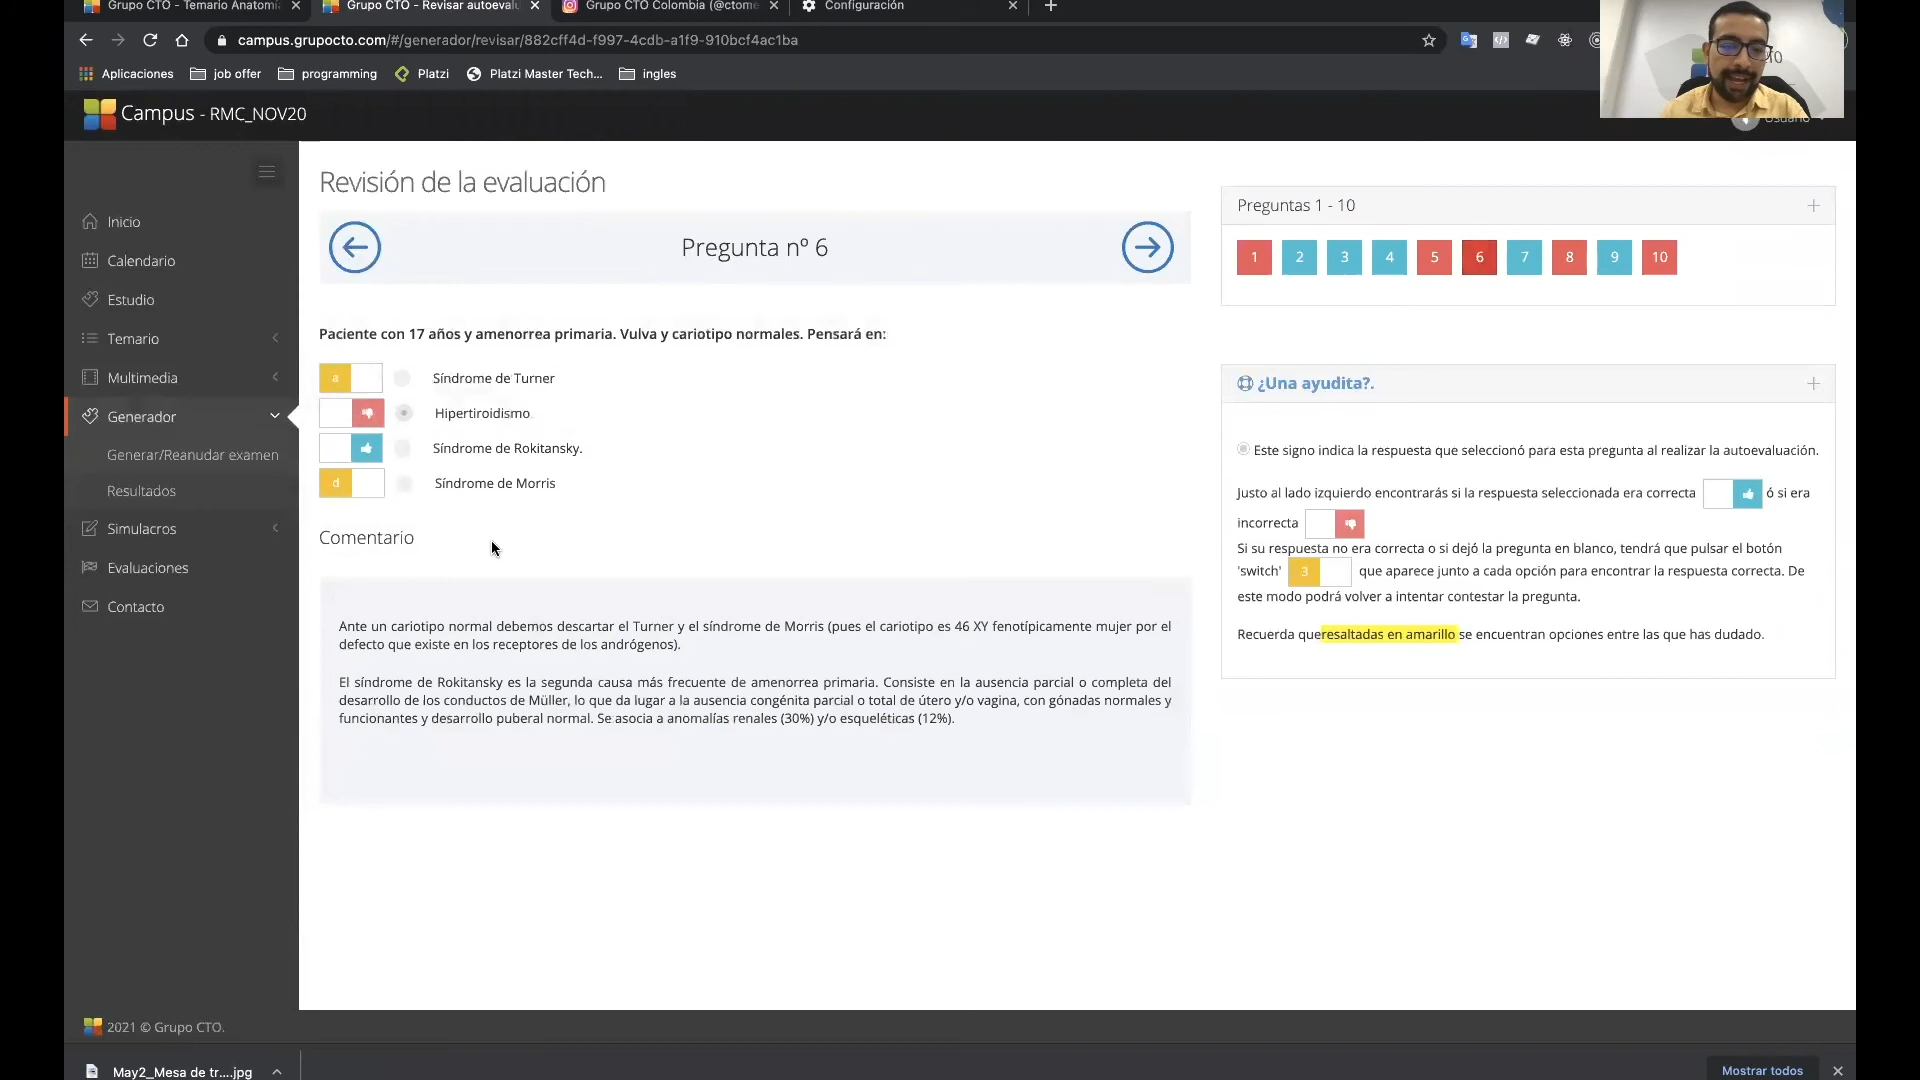 Grupo CTO - Temario Anatomí
Grupo CTO - Revisar autoevalu
Grupo CTO Colombia (@ctome
Configuración
campus.grupocto.com/#/generador/revisar/882cff4d-f997-4cdb-a1f9-910bcf4ac1ba
Aplicaciones
job offer
programming
Platzi
Platzi Master Tech...
ingles
Campus - RMC_NOV20
Usuario
Inicio
Calendario
Estudio
Temario
Multimedia
Generador
Generar/Reanudar examen
Resultados
Simulacros
Evaluaciones
Contacto
Revisión de la evaluación
Pregunta nº 6
Paciente con 17 años y amenorrea primaria. Vulva y cariotipo normales. Pensará en:
a Síndrome de Turner
Hipertiroidismo
Síndrome de Rokitansky.
d Síndrome de Morris
Comentario
Ante un cariotipo normal debemos descartar el Turner y el síndrome de Morris (pues el cariotipo es 46 XY fenotípicamente mujer por el
defecto que existe en los receptores de los andrógenos).
El síndrome de Rokitansky es la segunda causa más frecuente de amenorrea primaria. Consiste en la ausencia parcial o completa del
desarrollo de los conductos de Müller, lo que da lugar a la ausencia congénita parcial o total de útero y/o vagina, con gónadas normales y
funcionantes y desarrollo puberal normal. Se asocia a anomalías renales (30%) y/o esqueléticas (12%).
Preguntas 1 - 10
1 2 3 4 5 6 7 8 9 10
¿Una ayudita?.
Este signo indica la respuesta que seleccionó para esta pregunta al realizar la autoevaluación.
Justo al lado izquierdo encontrarás si la respuesta seleccionada era correcta ó si era
incorrecta
Si su respuesta no era correcta o si dejó la pregunta en blanco, tendrá que pulsar el botón
'switch' 3 que aparece junto a cada opción para encontrar la respuesta correcta. De
este modo podrá volver a intentar contestar la pregunta.
Recuerda queresaltadas en amarillo se encuentran opciones entre las que has dudado.
2021 © Grupo CTO.
May2_Mesa de tr....jpg
Mostrar todos